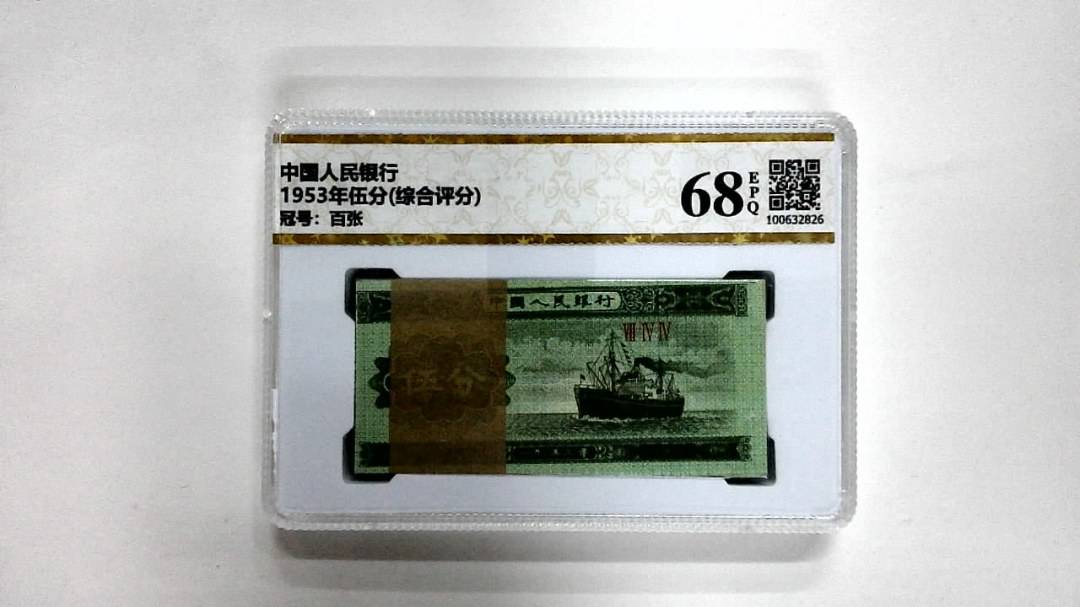 中国人民银行
1953年伍分(综合评分)
冠号：百张
68
EPQ
100632826
中國人民銀行
VIII IV IV
伍分